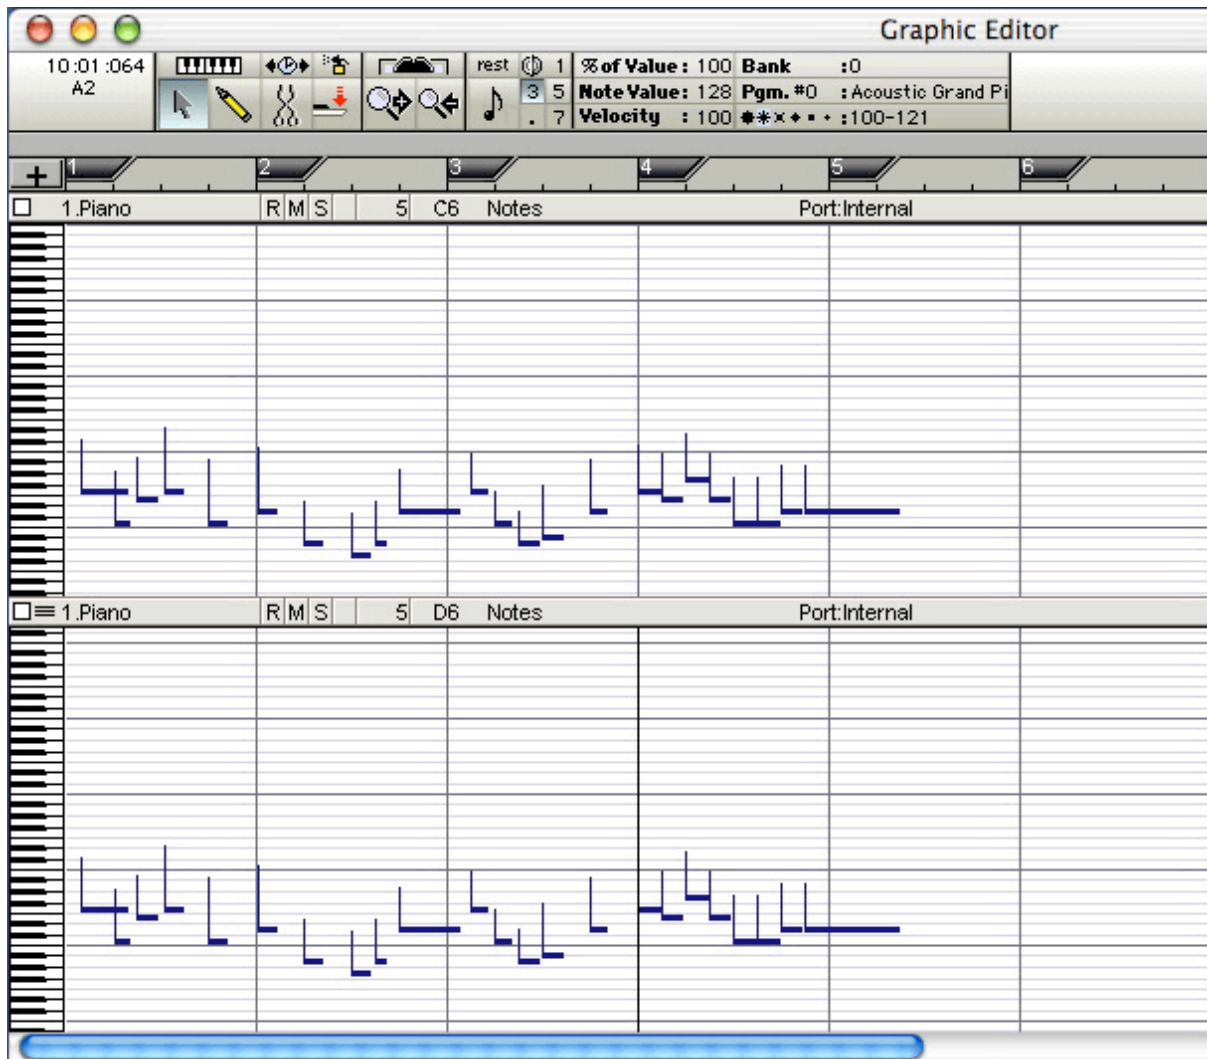 Graphic Editor
10:01:064 rest 1 % of Value: 100 Bank :0
A2 3 5 Note Value: 128 Pgm. #0 :Acoustic Grand Pi
. 7 Velocity : 100 :100-121
+ 1 2 3 4 5 6
1.Piano R M S 5 C6 Notes Port:Internal
1.Piano R M S 5 D6 Notes Port:Internal